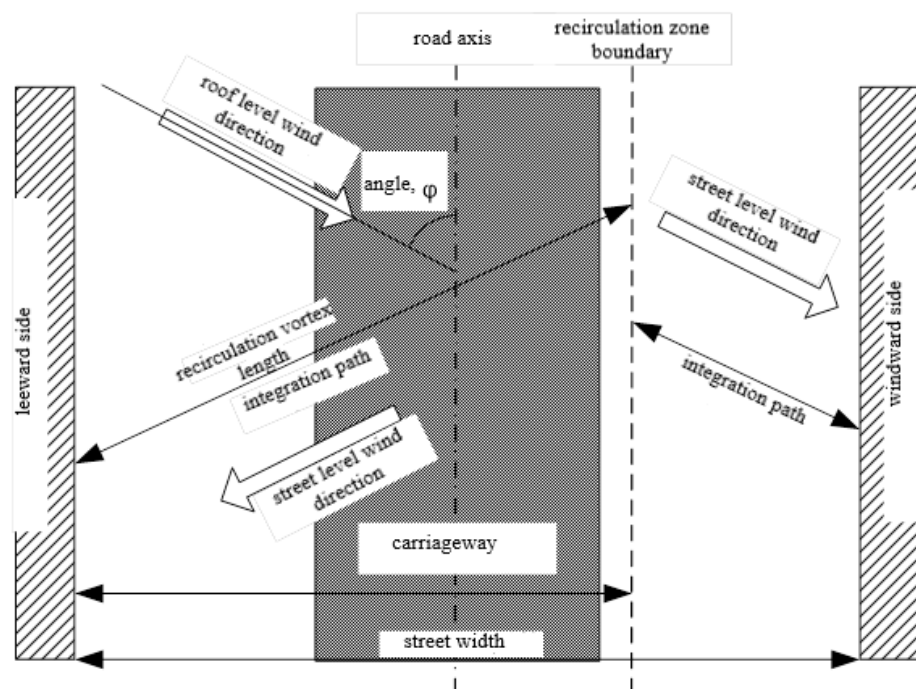 road axis
recirculation zone
boundary
roof level wind
direction
angle, φ
street level wind
direction
leeward side
windward side
recirculation vortex
length
integration path
integration path
street level wind
direction
carriageway
street width